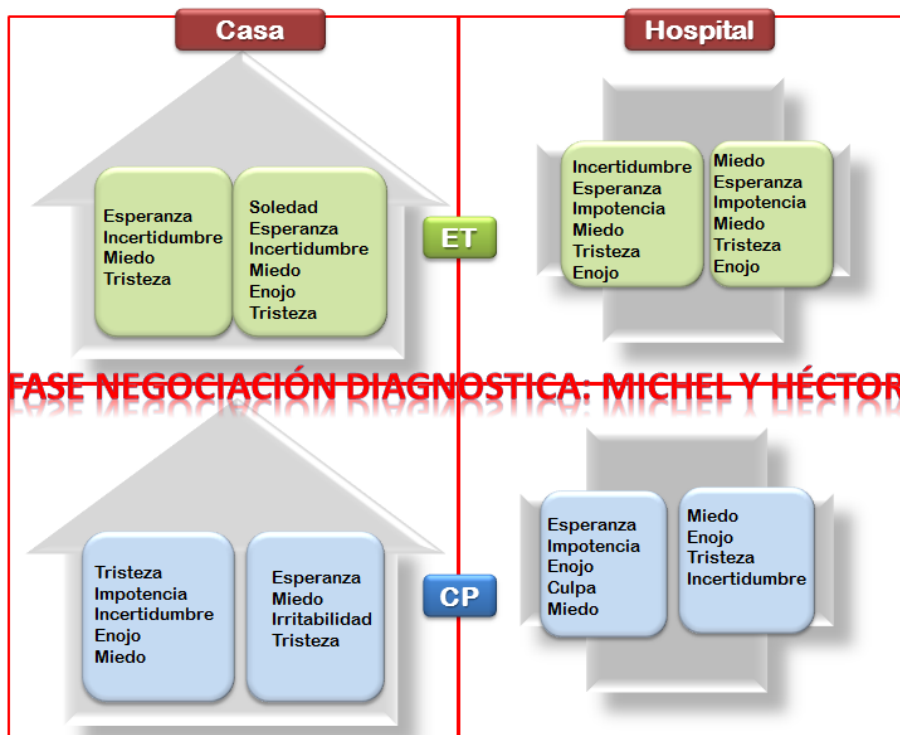 Casa
Hospital
Esperanza
Incertidumbre
Miedo
Tristeza
Soledad
Esperanza
Incertidumbre
Miedo
Enojo
Tristeza
ET
Incertidumbre
Esperanza
Impotencia
Miedo
Tristeza
Enojo
Miedo
Esperanza
Impotencia
Miedo
Tristeza
Enojo
FASE NEGOCIACIÓN DIAGNOSTICA: MICHEL Y HÉCTOR
Tristeza
Impotencia
Incertidumbre
Enojo
Miedo
Esperanza
Miedo
Irritabilidad
Tristeza
CP
Esperanza
Impotencia
Enojo
Culpa
Miedo
Miedo
Enojo
Tristeza
Incertidumbre